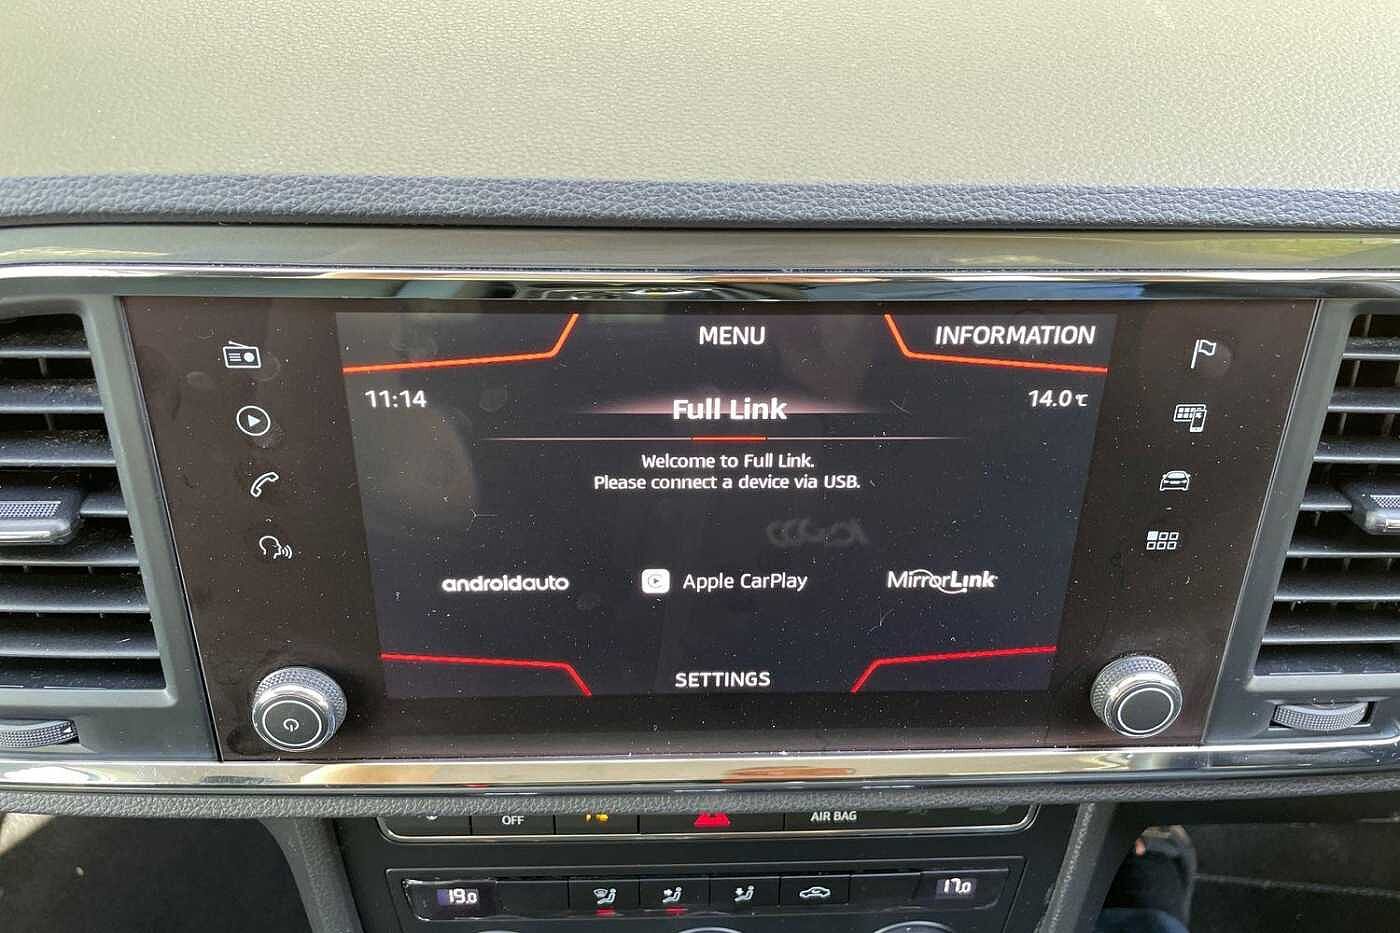 MENU
INFORMATION
11:14
14.0 °C
Full Link
Welcome to Full Link.
Please connect a device via USB.
androidauto
Apple CarPlay
MirrorLink
SETTINGS
OFF
AIR BAG
19.0
17.0